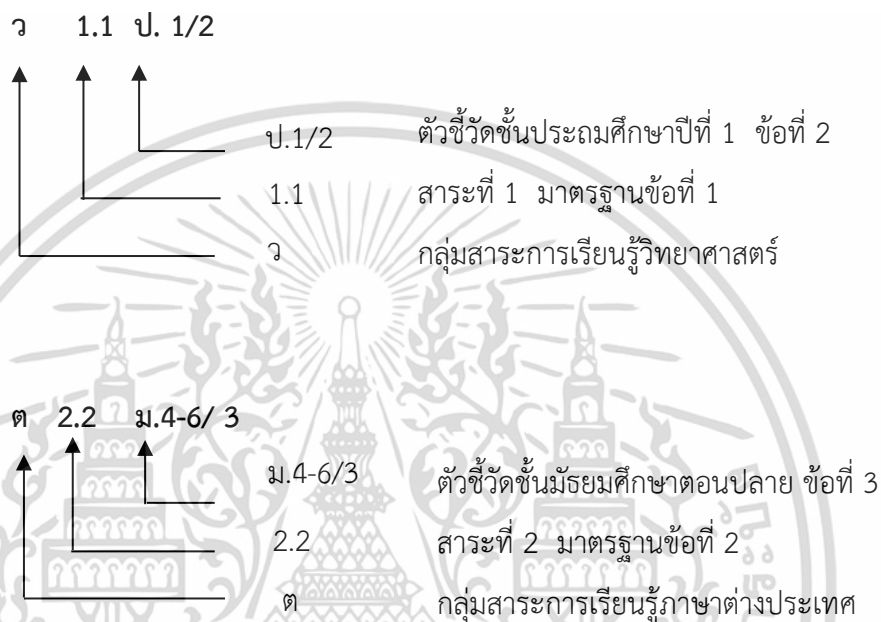 ว 1.1 ป. 1/2
ป.1/2 ตัวชี้วัดชั้นประถมศึกษาปีที่ 1 ข้อที่ 2
1.1 สาระที่ 1 มาตรฐานข้อที่ 1
ว กลุ่มสาระการเรียนรู้วิทยาศาสตร์
ต 2.2 ม.4-6/ 3
ม.4-6/3 ตัวชี้วัดชั้นมัธยมศึกษาตอนปลาย ข้อที่ 3
2.2 สาระที่ 2 มาตรฐานข้อที่ 2
ต กลุ่มสาระการเรียนรู้ภาษาต่างประเทศ